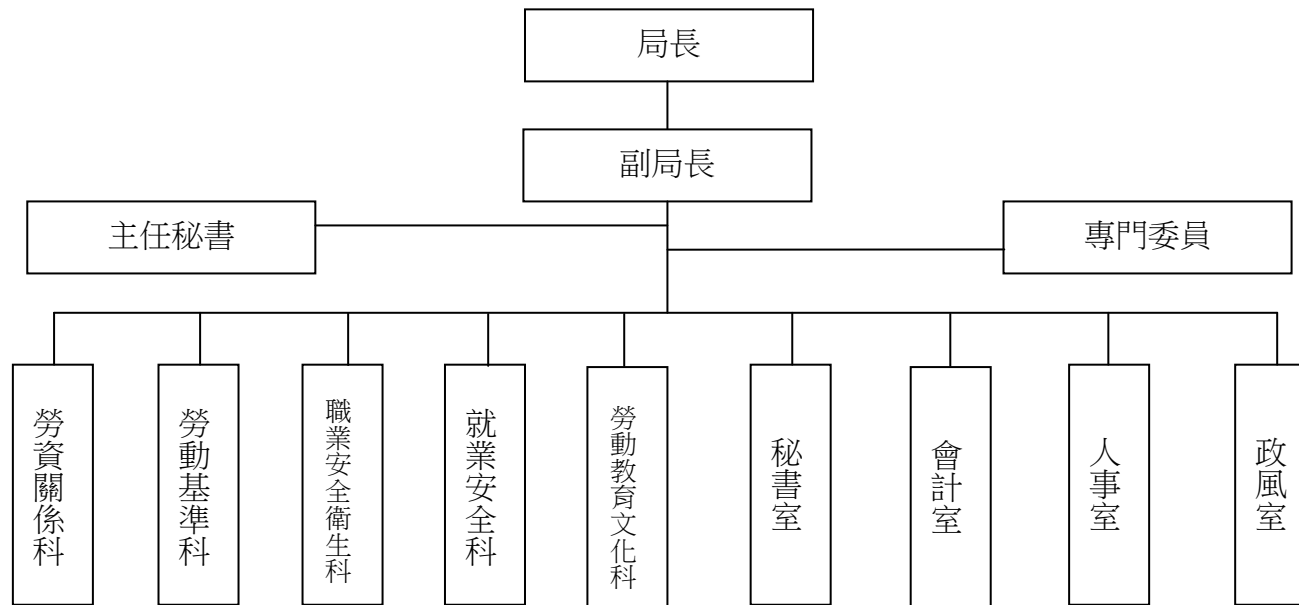 局長
副局長
主任秘書
專門委員
勞資關係科
勞動基準科
職業安全衛生科
就業安全科
勞動教育文化科
秘書室
會計室
人事室
政風室